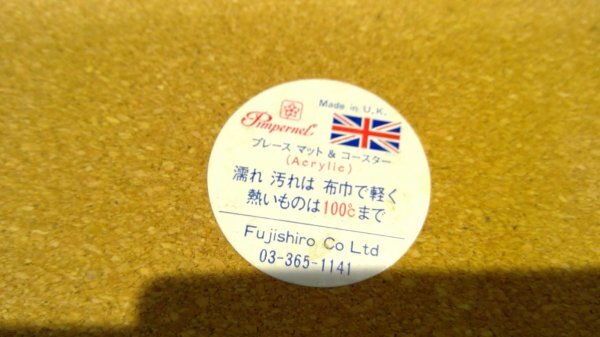 Made in U.K.
Pimpernel®
プレース マット & コースター
(Acrylic)
濡れ 汚れは 布巾で軽く
熱いものは100℃まで
Fujishiro Co Ltd
03-365-1141